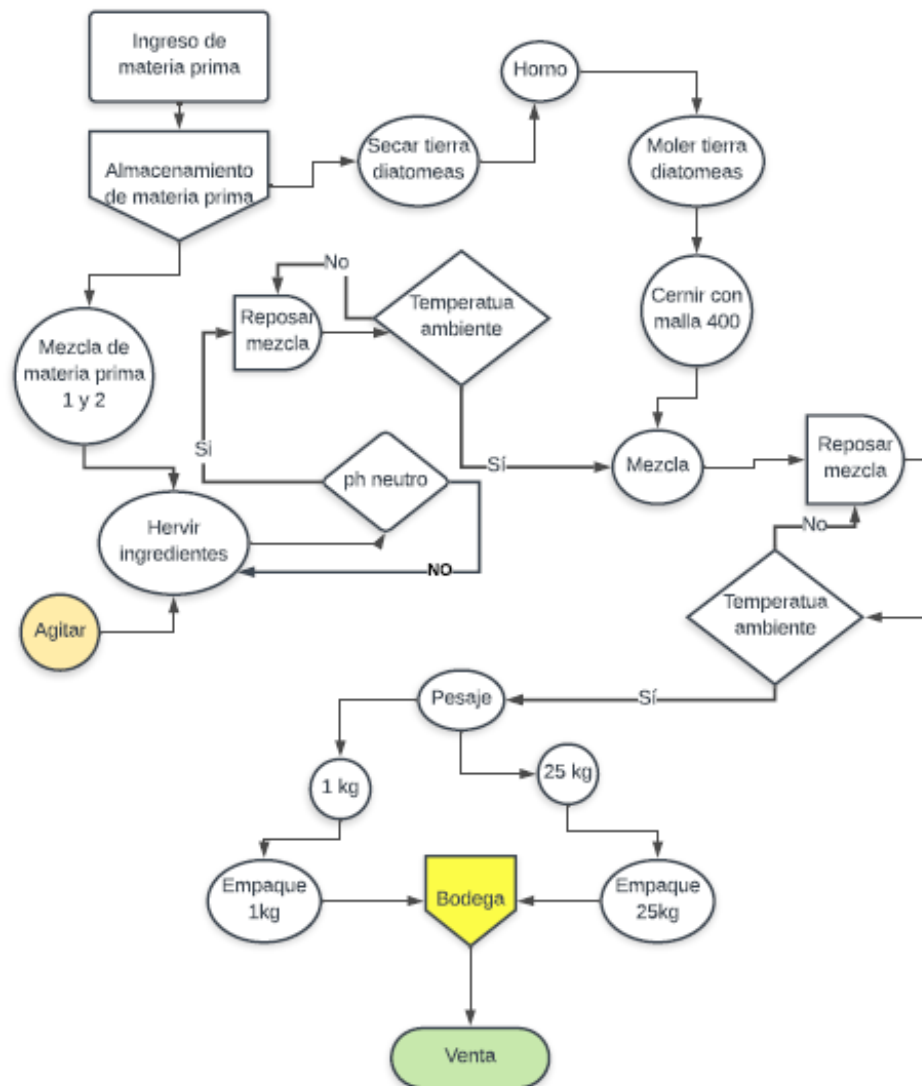 Ingreso de
materia prima
Horno
Secar tierra
diatomeas
Moler tierra
diatomeas
Almacenamiento
de materia prima
No
Reposar
mezcla
Temperatua
ambiente
Cernir con
malla 400
Mezcla de
materia prima
1 y 2
Si
ph neutro
Sí
Mezcla
Reposar
mezcla
Hervir
ingredientes
NO
No
Agitar
Temperatua
ambiente
Sí
Pesaje
1 kg
25 kg
Empaque
1kg
Bodega
Empaque
25kg
Venta